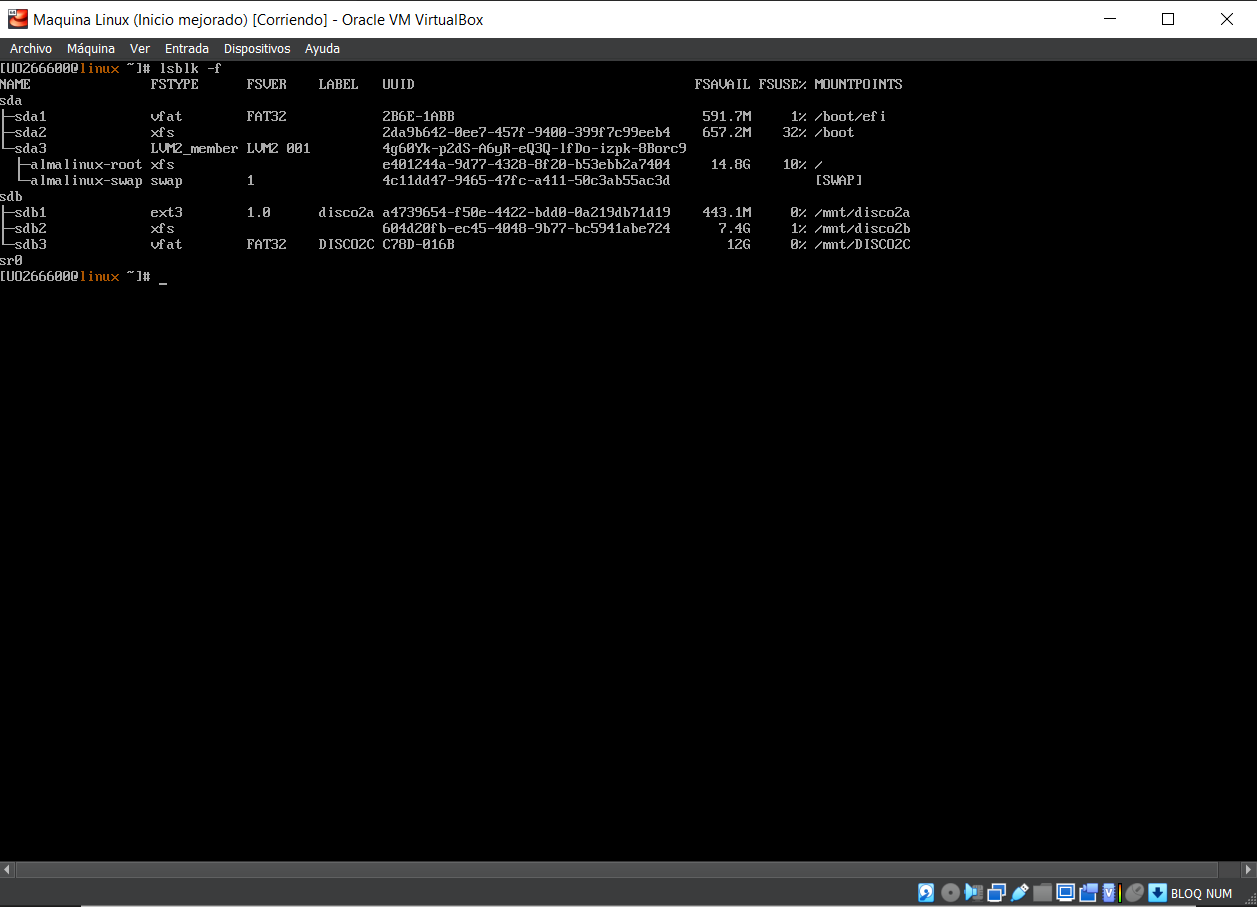 Maquina Linux (Inicio mejorado) [Corriendo] - Oracle VM VirtualBox
Archivo Máquina Ver Entrada Dispositivos Ayuda
[UO266600@linux ~]# lsblk -f
NAME FSTYPE FSVER LABEL UUID FSAVAIL FSUSE% MOUNTPOINTS
sda
├─sda1 vfat FAT32 2B6E-1ABB 591.7M 1% /boot/efi
├─sda2 xfs 2da9b642-0ee7-457f-9400-399f7c99eeb4 657.2M 32% /boot
└─sda3 LVM2_member LVM2 001 4g60Yk-p2dS-A6yR-eQ3Q-lfDo-izpk-8Borc9
├─almalinux-root xfs e401244a-9d77-4328-8f20-b53ebb2a7404 14.8G 10% /
└─almalinux-swap swap 1 4c11dd47-9465-47fc-a411-50c3ab55ac3d [SWAP]
sdb
├─sdb1 ext3 1.0 disco2a a4739654-f50e-4422-bdd0-0a219db71d19 443.1M 0% /mnt/disco2a
├─sdb2 xfs 604d20fb-ec45-4048-9b77-bc5941abe724 7.4G 1% /mnt/disco2b
└─sdb3 vfat FAT32 DISCO2C C78D-016B 12G 0% /mnt/DISCO2C
sr0
[UO266600@linux ~]# _
BLOQ NUM